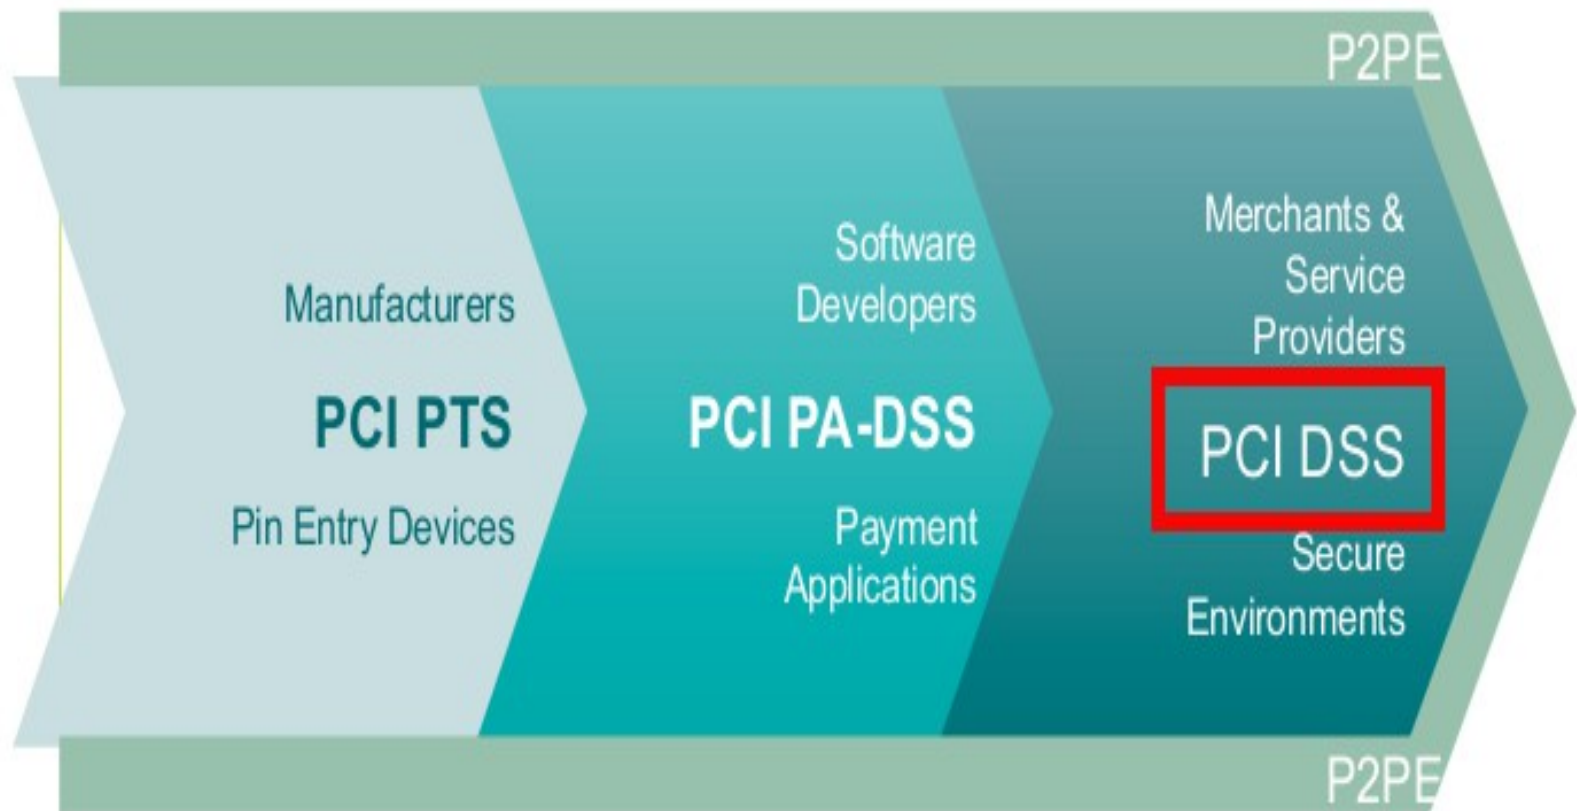 P2PE
Manufacturers
PCI PTS
Pin Entry Devices
Software
Developers
PCI PA-DSS
Payment
Applications
Merchants &
Service
Providers
PCI DSS
Secure
Environments
P2PE